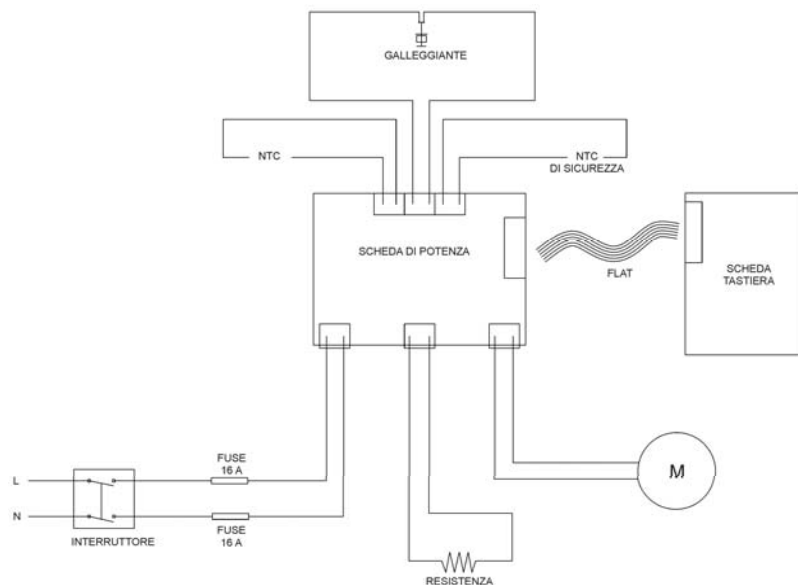 GALLEGGIANTE
NTC
NTC
DI SICUREZZA
SCHEDA DI POTENZA
FLAT
SCHEDA
TASTIERA
FUSE
16 A
L
M
N
INTERRUTTORE
FUSE
16 A
RESISTENZA